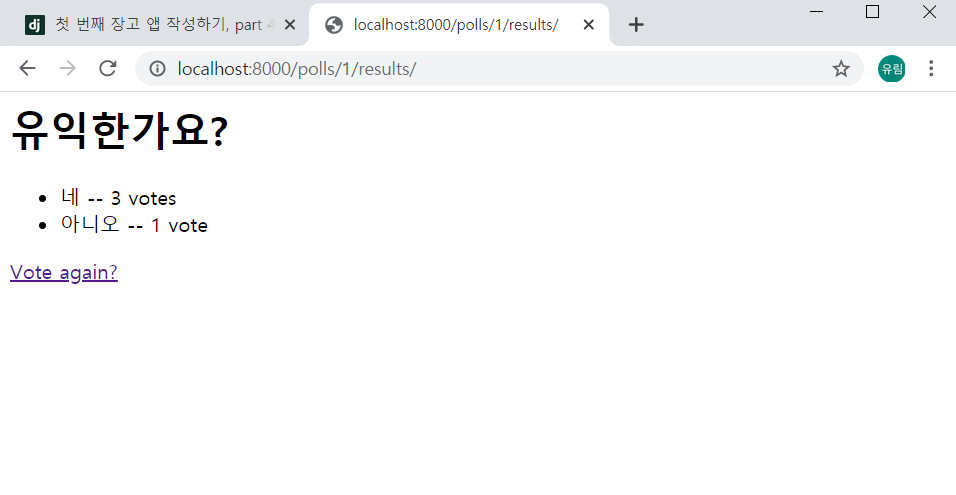 dj 첫 번째 장고 앱 작성하기, part 4
localhost:8000/polls/1/results/
localhost:8000/polls/1/results/
유림
유익한가요?
네 -- 3 votes
아니오 -- 1 vote
Vote again?